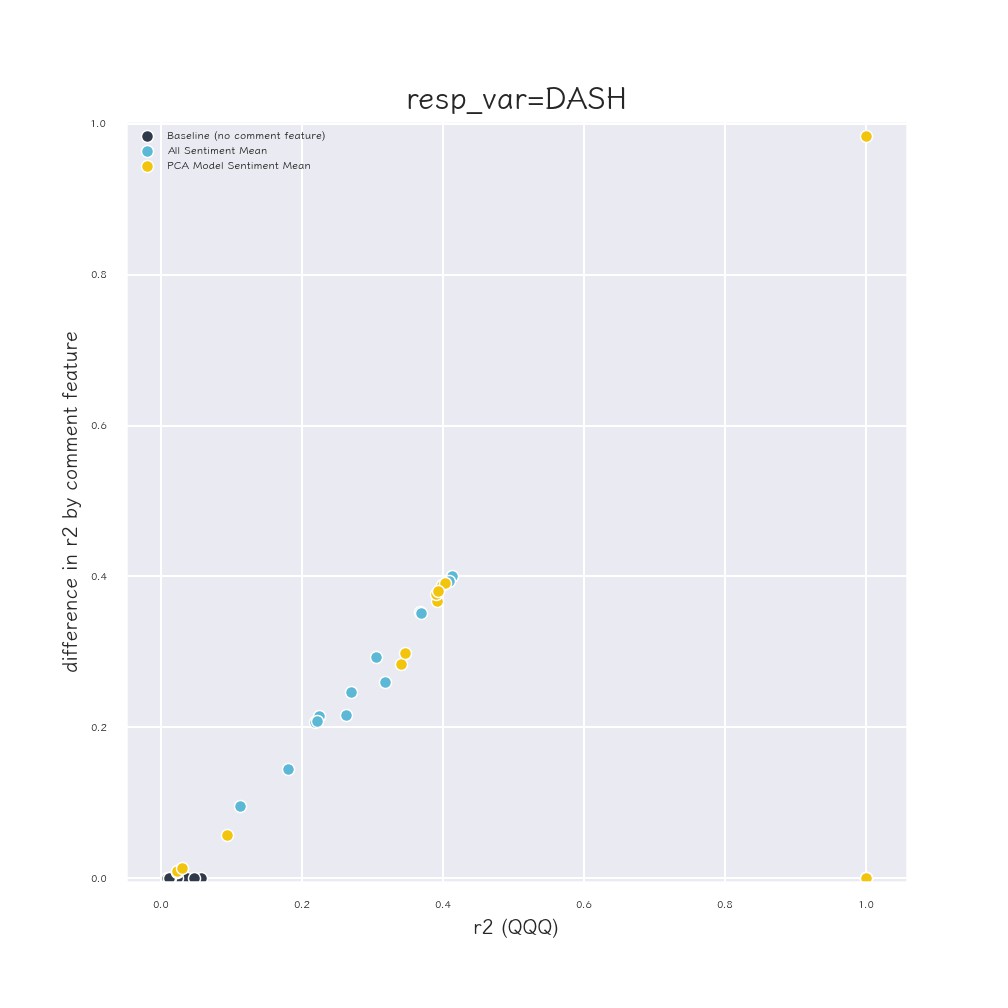 resp_var=DASH
Baseline (no comment feature)
All Sentiment Mean
PCA Model Sentiment Mean
difference in r2 by comment feature
1.0
0.8
0.6
0.4
0.2
0.0
0.0 0.2 0.4 0.6 0.8 1.0
r2 (QQQ)